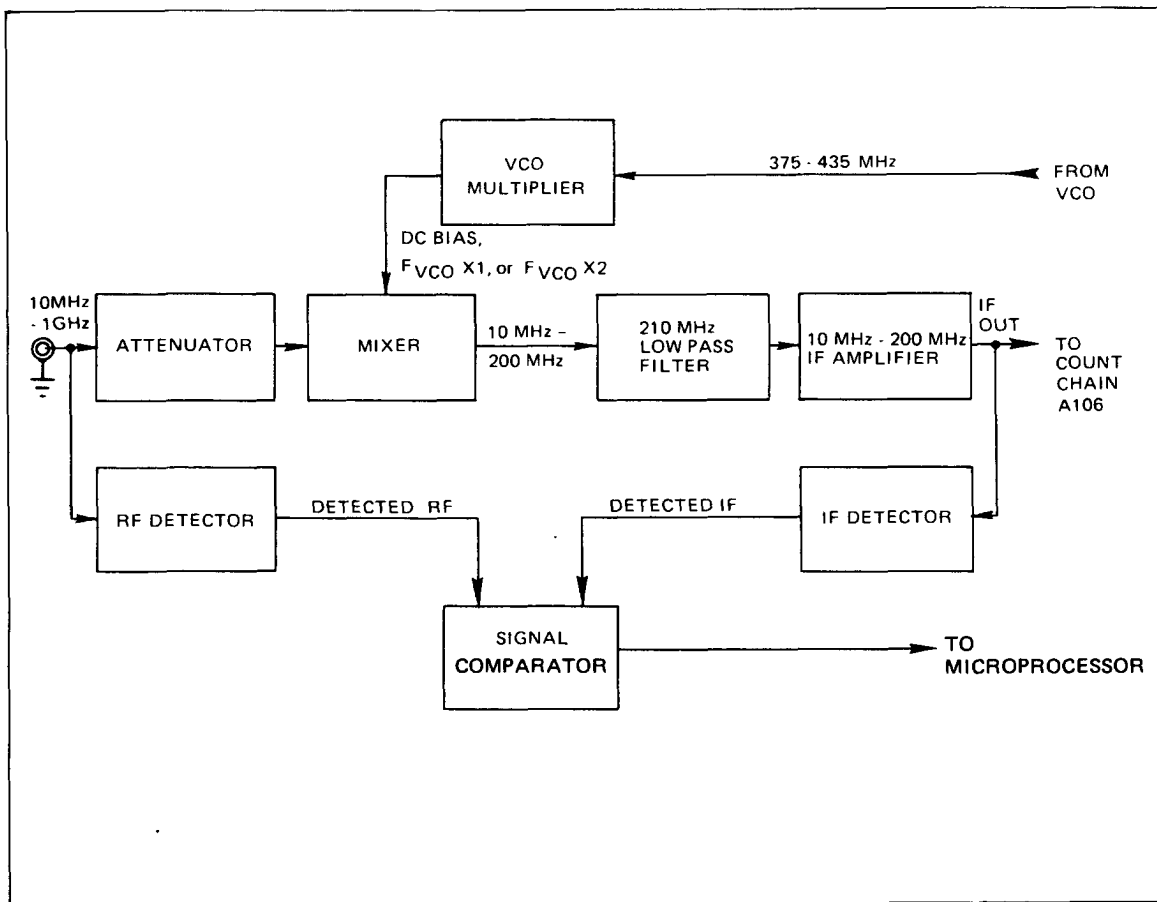 VCO
MULTIPLIER
375 - 435 MHz
FROM
VCO
DC BIAS,
FVCO X1, or FVCO X2
10MHz
- 1GHz
ATTENUATOR
MIXER
10 MHz –
200 MHz
210 MHz
LOW PASS
FILTER
10 MHz - 200 MHz
IF AMPLIFIER
IF
OUT
TO
COUNT
CHAIN
A106
RF DETECTOR
DETECTED RF
DETECTED IF
IF DETECTOR
SIGNAL
COMPARATOR
TO
MICROPROCESSOR